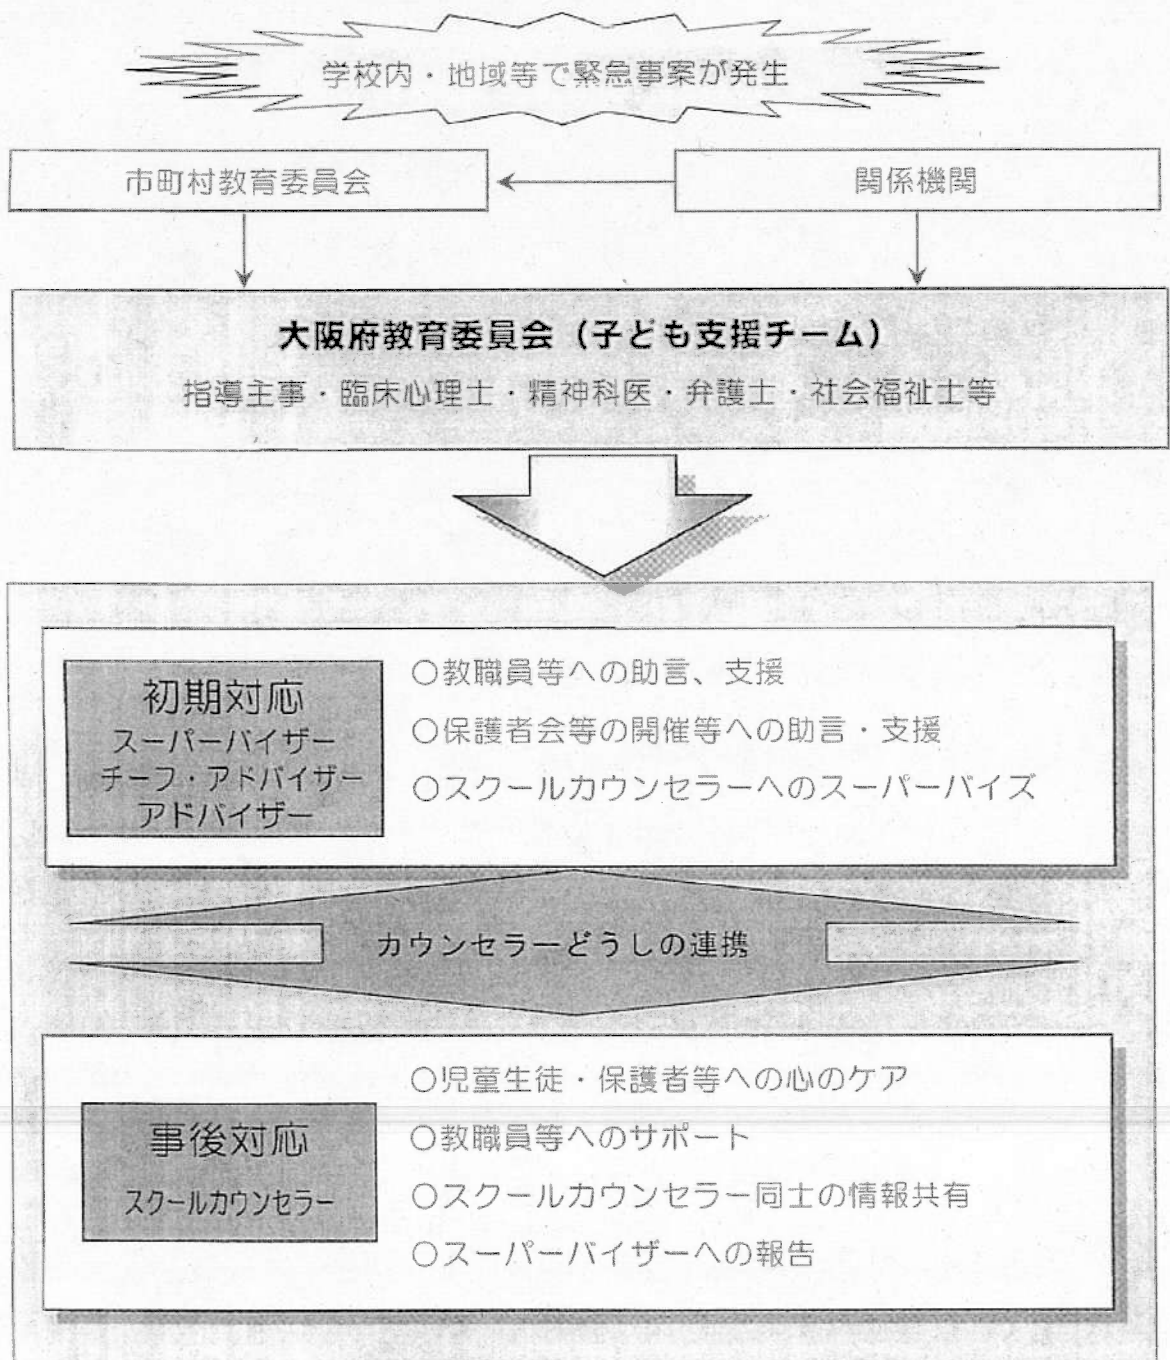 学校内・地域等で緊急事案が発生
市町村教育委員会
関係機関
大阪府教育委員会（子ども支援チーム）
指導主事・臨床心理士・精神科医・弁護士・社会福祉士等
初期対応
スーパーバイザー
チーフ・アドバイザー
アドバイザー
○教職員等への助言、支援
○保護者会等の開催等への助言・支援
○スクールカウンセラーへのスーパーバイズ
カウンセラーどうしの連携
事後対応
スクールカウンセラー
○児童生徒・保護者等への心のケア
○教職員等へのサポート
○スクールカウンセラー同士の情報共有
○スーパーバイザーへの報告